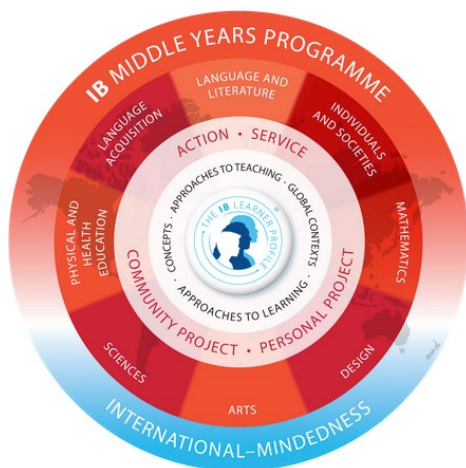 IB MIDDLE YEARS PROGRAMME
LANGUAGE AND
LITERATURE
INDIVIDUALS
AND SOCIETIES
MATHEMATICS
DESIGN
ARTS
SCIENCES
PHYSICAL AND
HEALTH
EDUCATION
LANGUAGE
ACQUISITION
ACTION • SERVICE
PERSONAL PROJECT
• COMMUNITY PROJECT
APPROACHES TO TEACHING · GLOBAL CONTEXTS ·
APPROACHES TO LEARNING
· CONCEPTS ·
THE IB LEARNER PROFILE
®
INTERNATIONAL–MINDEDNESS